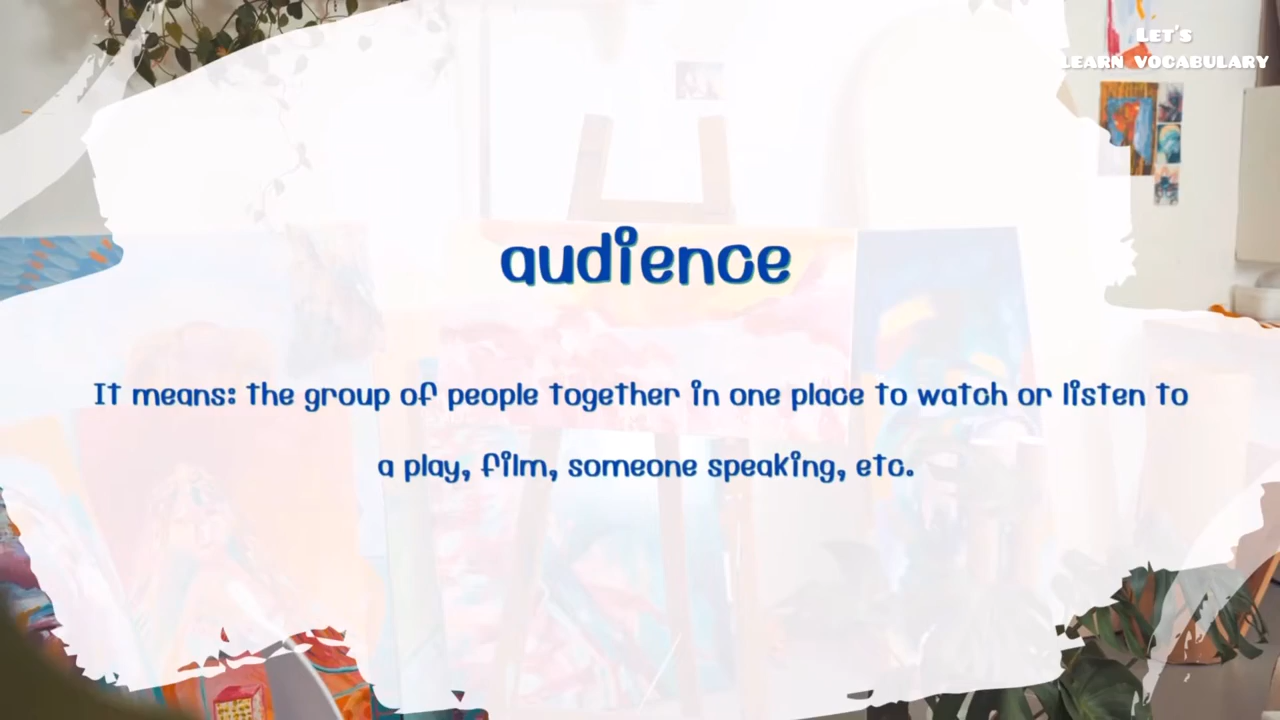 Let's
Learn vocabulary
audience
It means: the group of people together in one place to watch or listen to
a play, film, someone speaking, etc.